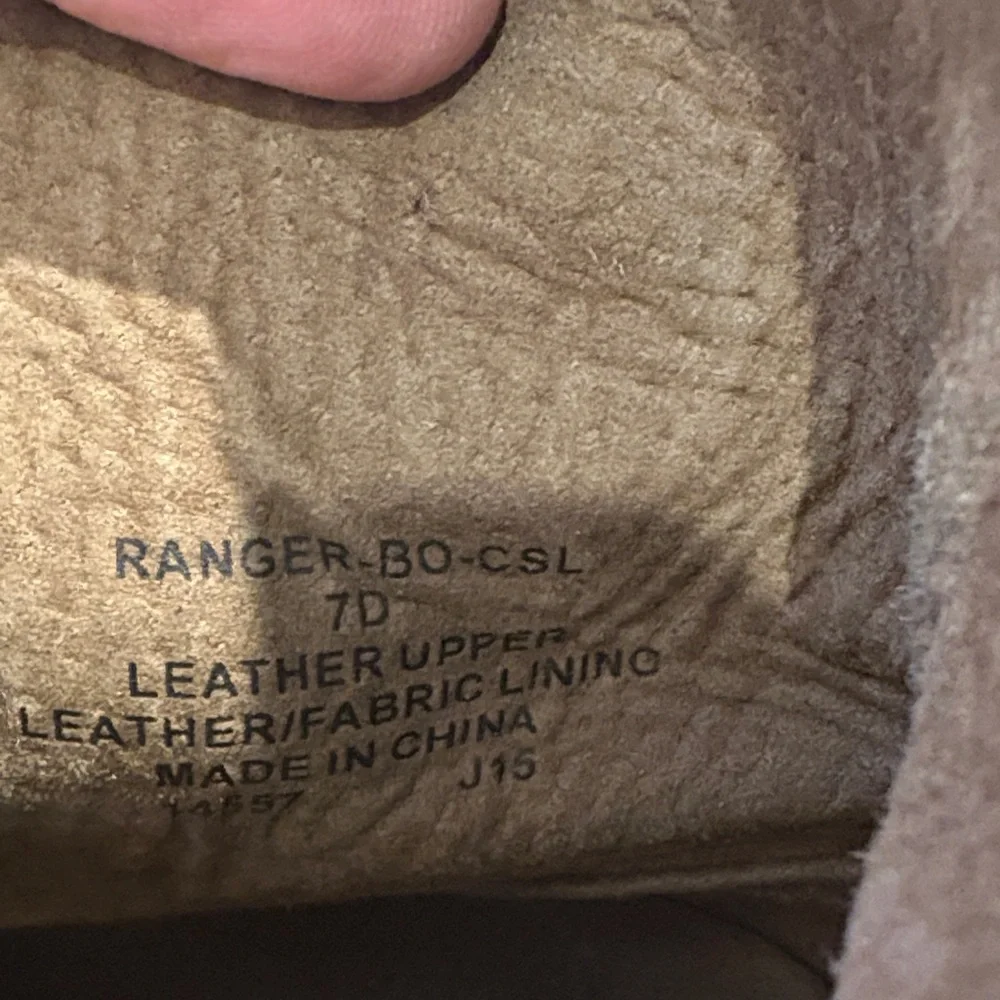 RANGER-BO-CSL
7D
LEATHER UPPER
LEATHER/FABRIC LINING
MADE IN CHINA
J15